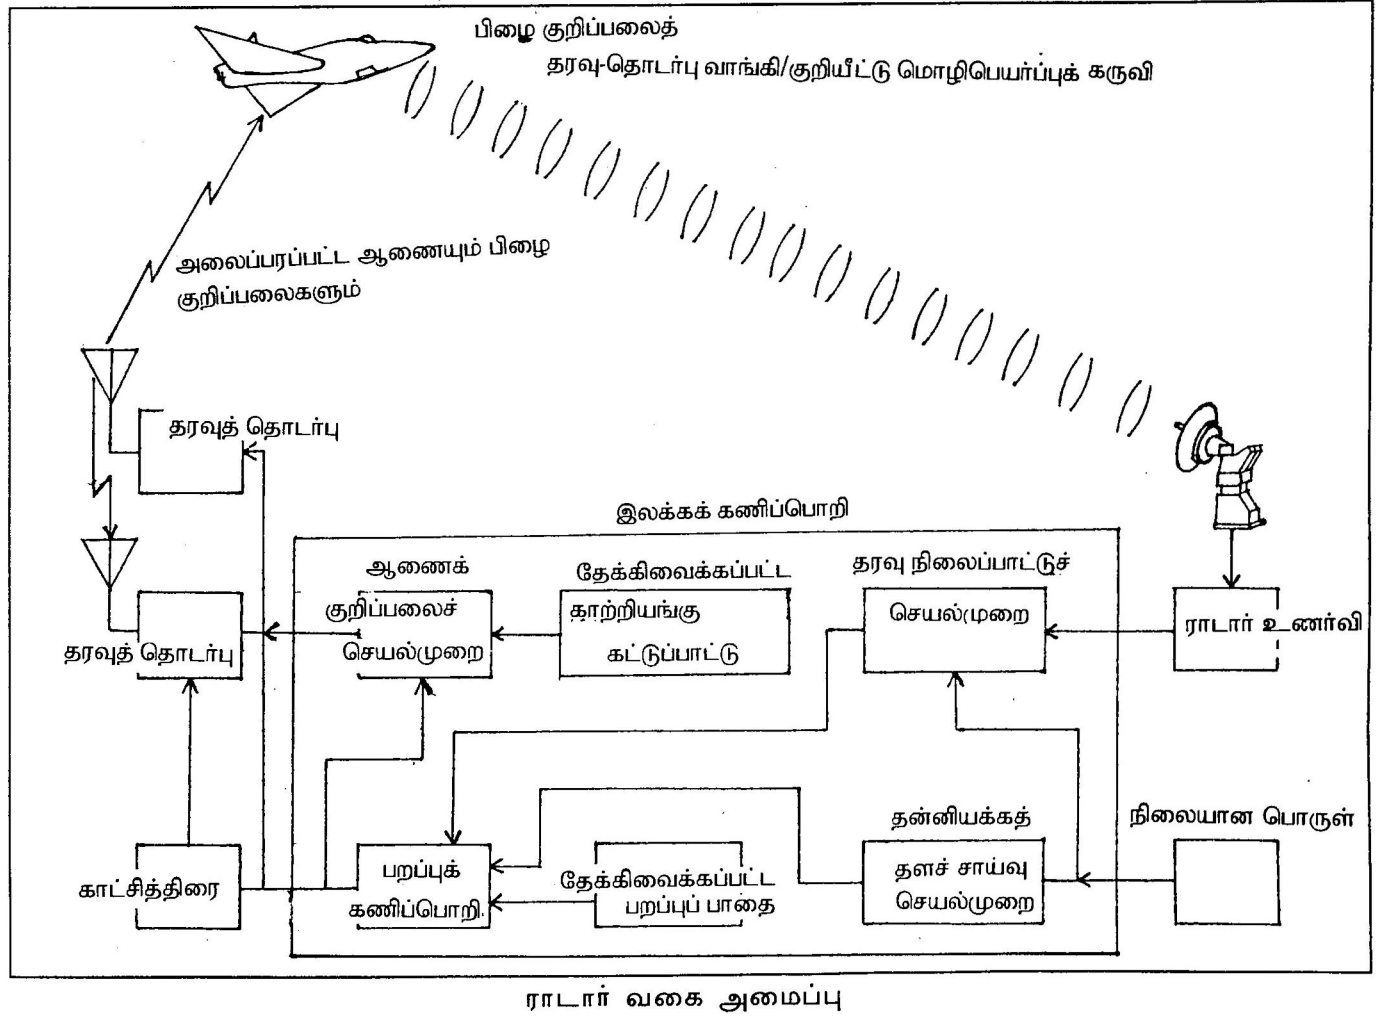 பிழை குறிப்பலைத்
தரவு-தொடர்பு வாங்கி/குறியீட்டு மொழிபெயர்ப்புக் கருவி
அலைப்பரப்பட்ட ஆணையும் பிழை
குறிப்பலைகளும்
தரவுத் தொடர்பு
இலக்கக் கணிப்பொறி
ஆணைக்
குறிப்பலைச்
செயல்முறை
தேக்கிவைக்கப்பட்ட
காற்றியங்கு
கட்டுப்பாட்டு
தரவு நிலைப்பாட்டுச்
செயல்முறை
ராடார் உணர்வி
தரவுத் தொடர்பு
காட்சித்திரை
பறப்புக்
கணிப்பொறி
தேக்கிவைக்கப்பட்ட
பறப்புப் பாதை
தன்னியக்கத்
தளச் சாய்வு
செயல்முறை
நிலையான பொருள்
ராடார் வகை அமைப்பு